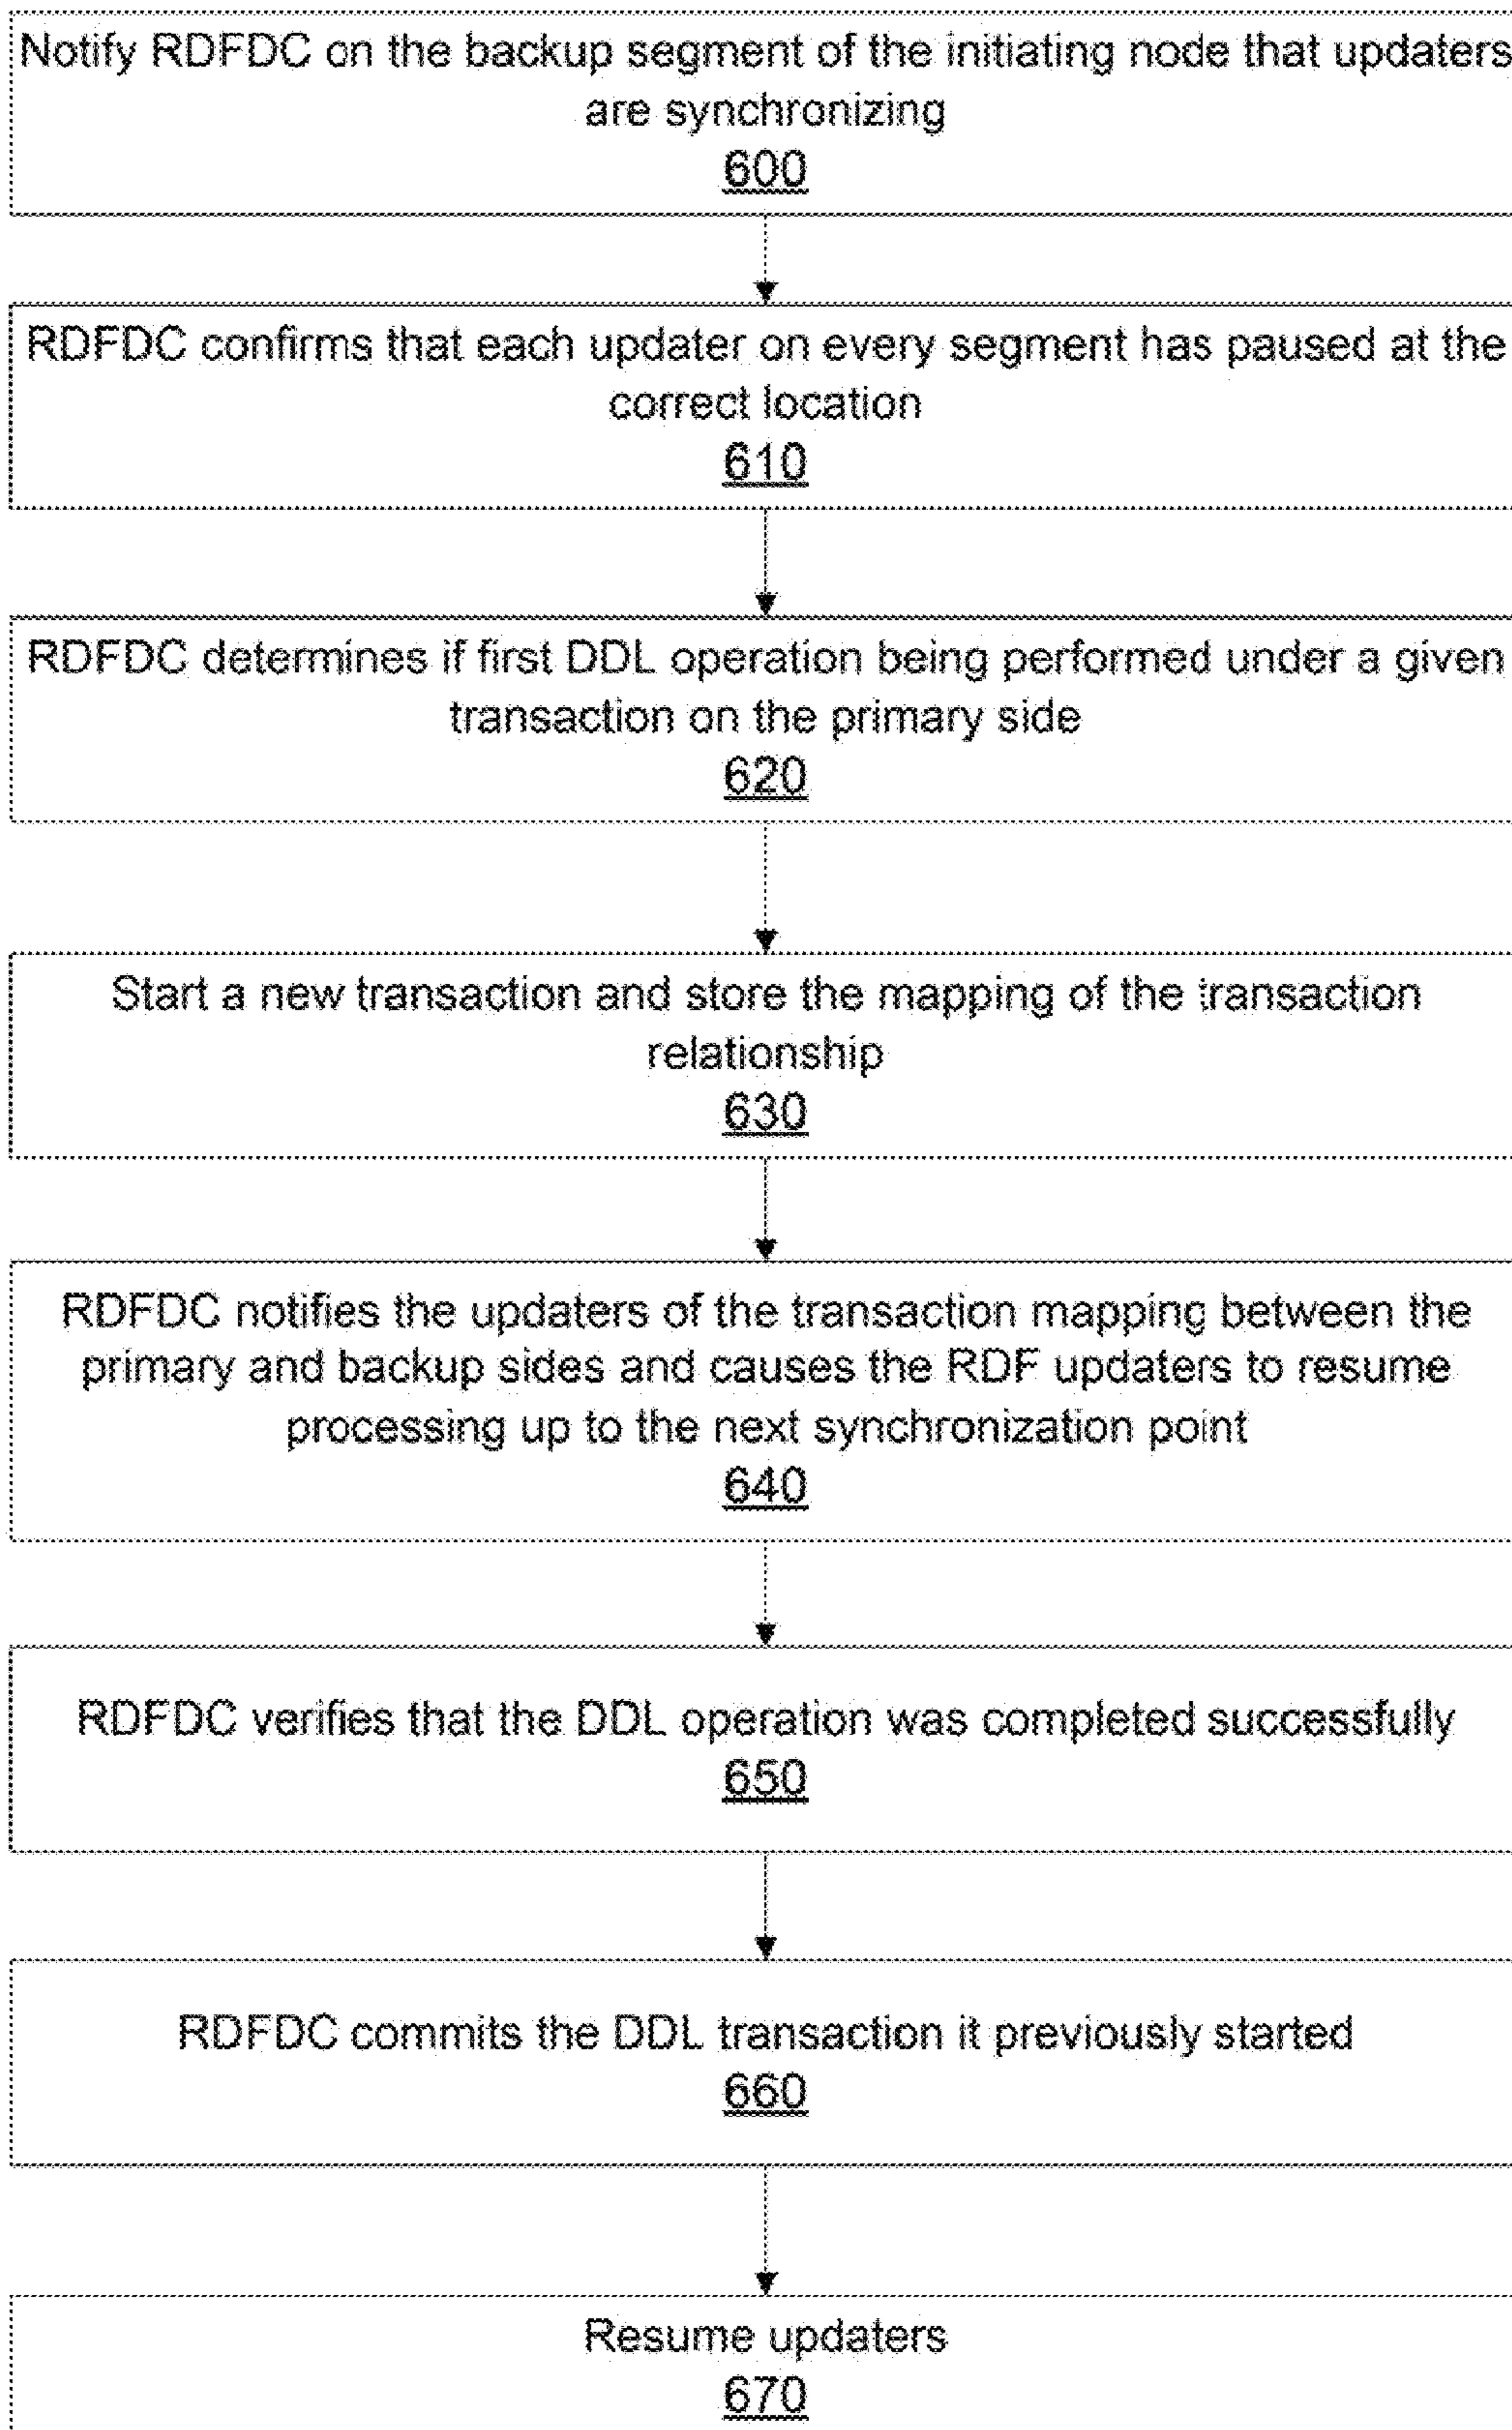 Notify RDFDC on the backup segment of the initiating node that updaters
are synchronizing
600
RDFDC confirms that each updater on every segment has paused at the
correct location
610
RDFDC determines if first DDL operation being performed under a given
transaction on the primary side
620
Start a new transaction and store the mapping of the transaction
relationship
630
RDFDC notifies the updaters of the transaction mapping between the
primary and backup sides and causes the RDF updaters to resume
processing up to the next synchronization point
640
RDFDC verifies that the DDL operation was completed successfully
650
RDFDC commits the DDL transaction it previously started
660
Resume updaters
670